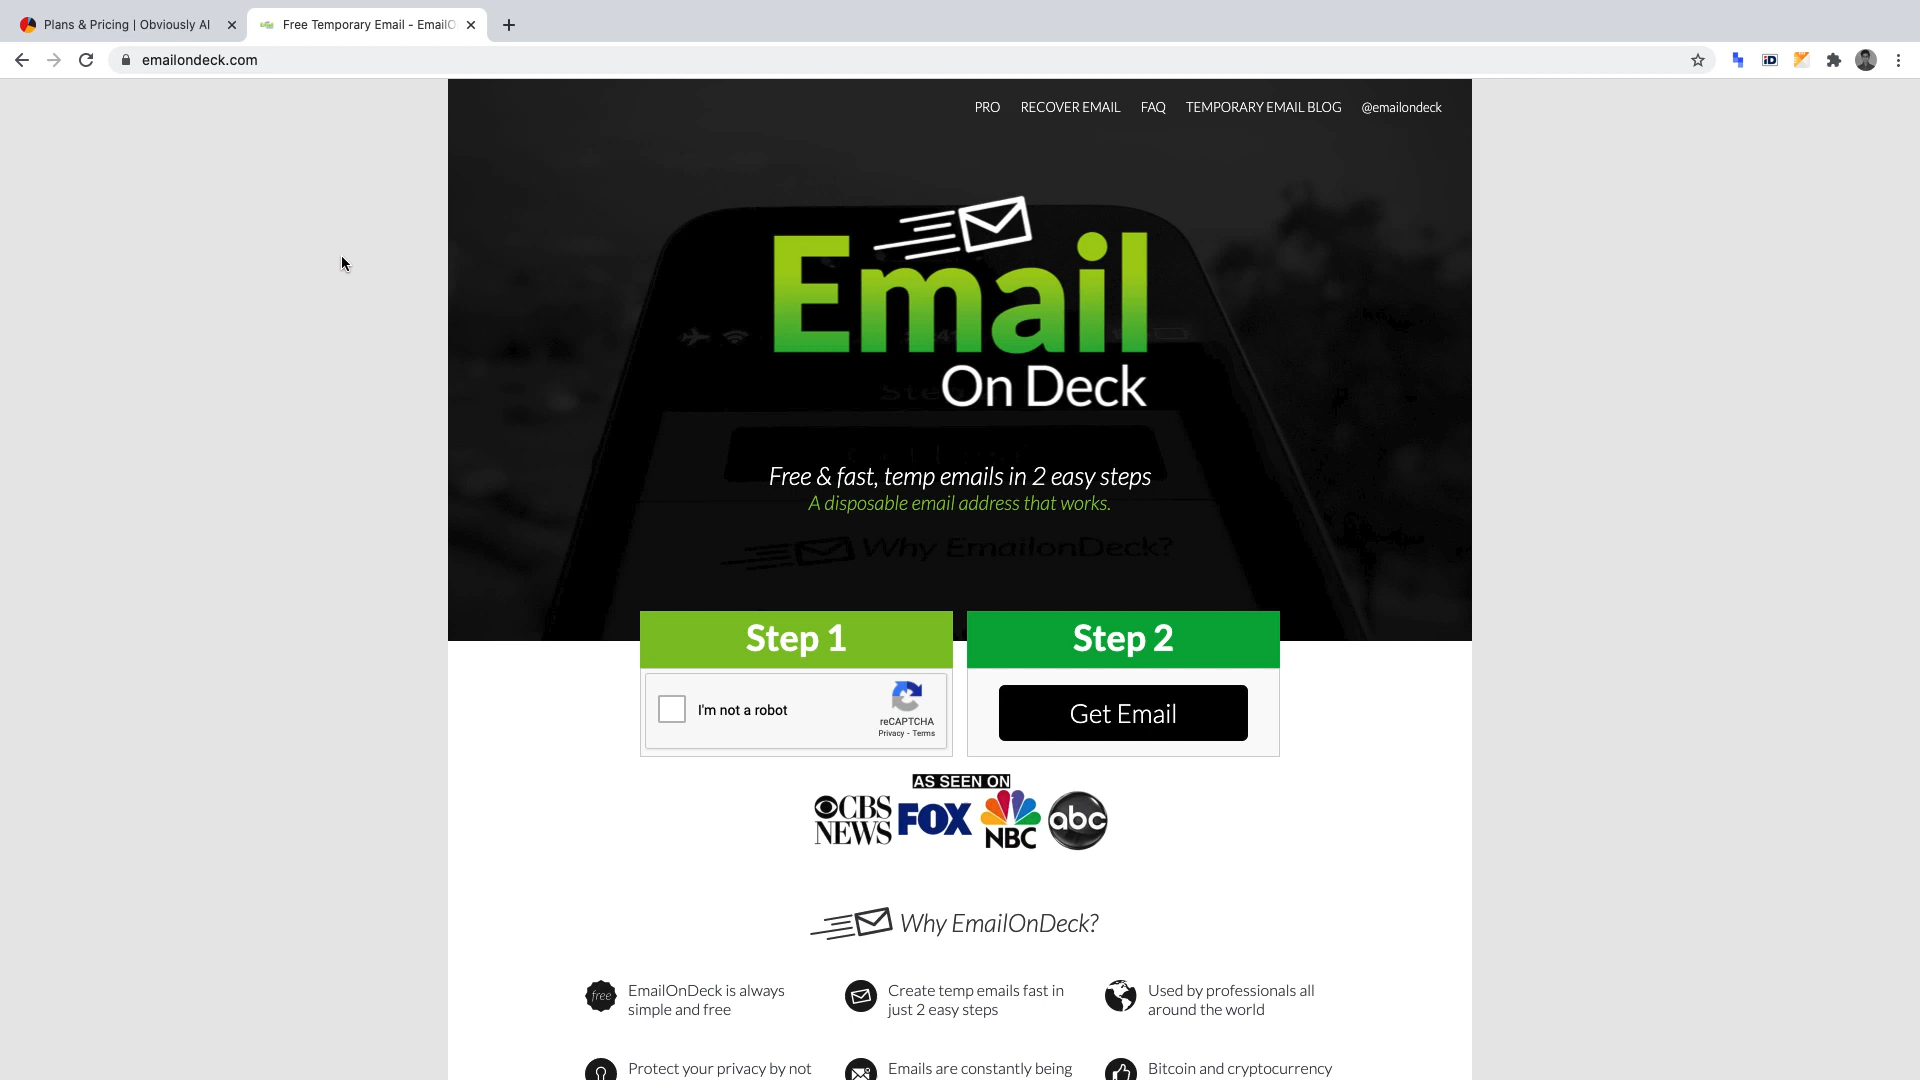 Plans & Pricing | Obviously AI
Free Temporary Email - EmailO
emailondeck.com
PRO RECOVER EMAIL FAQ TEMPORARY EMAIL BLOG @emailondeck
Email
On Deck
Free & fast, temp emails in 2 easy steps
A disposable email address that works.
Why EmailonDeck?
Step 1
Step 2
I'm not a robot
reCAPTCHA
Privacy - Terms
Get Email
AS SEEN ON
CBS NEWS FOX NBC abc
Why EmailOnDeck?
free
EmailOnDeck is always
simple and free
Create temp emails fast in
just 2 easy steps
Used by professionals all
around the world
Protect your privacy by not
Emails are constantly being
Bitcoin and cryptocurrency